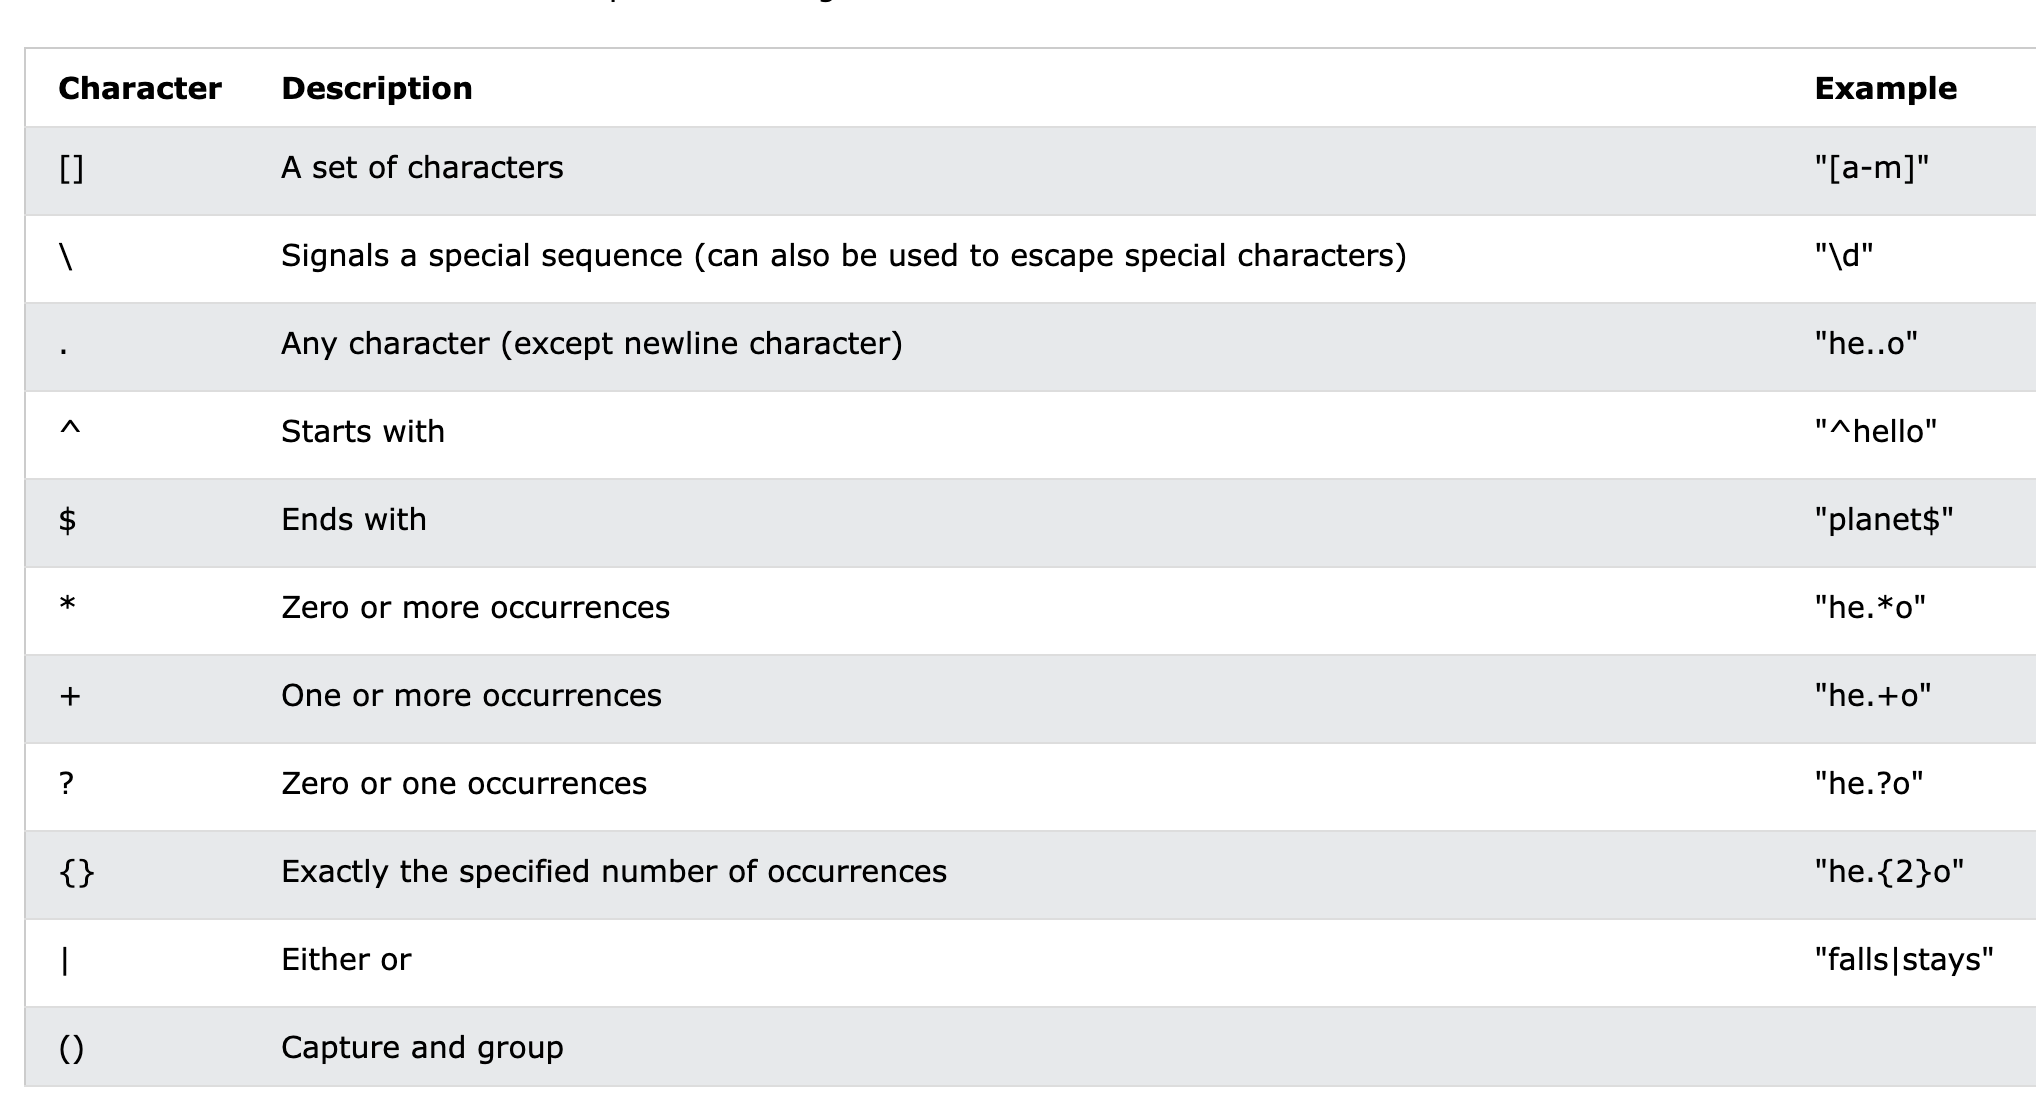 Character Description Example
[] A set of characters "[a-m]"
\ Signals a special sequence (can also be used to escape special characters) "\d"
. Any character (except newline character) "he..o"
^ Starts with "^hello"
$ Ends with "planet$"
* Zero or more occurrences "he.*o"
+ One or more occurrences "he.+o"
? Zero or one occurrences "he.?o"
{} Exactly the specified number of occurrences "he.{2}o"
| Either or "falls|stays"
() Capture and group